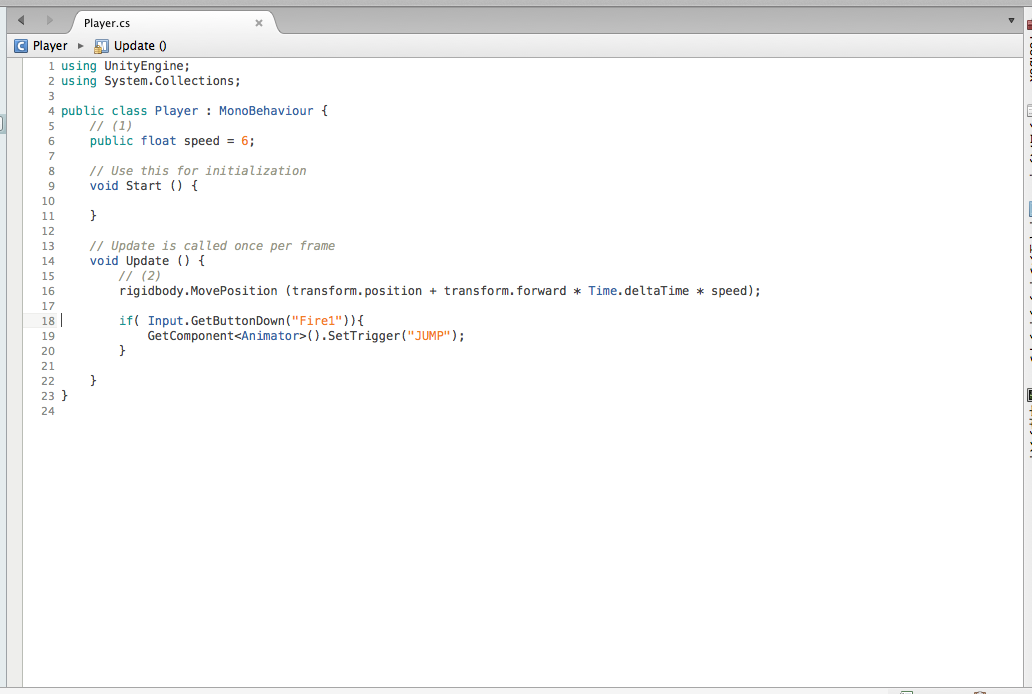 Player.cs
Player ▸ Update ()
1 using UnityEngine;
2 using System.Collections;
3
4 public class Player : MonoBehaviour {
5     // (1)
6     public float speed = 6;
7
8     // Use this for initialization
9     void Start () {
10
11     }
12
13     // Update is called once per frame
14     void Update () {
15         // (2)
16         rigidbody.MovePosition (transform.position + transform.forward * Time.deltaTime * speed);
17
18         if( Input.GetButtonDown("Fire1")){
19             GetComponent<Animator>().SetTrigger("JUMP");
20         }
21
22     }
23 }
24